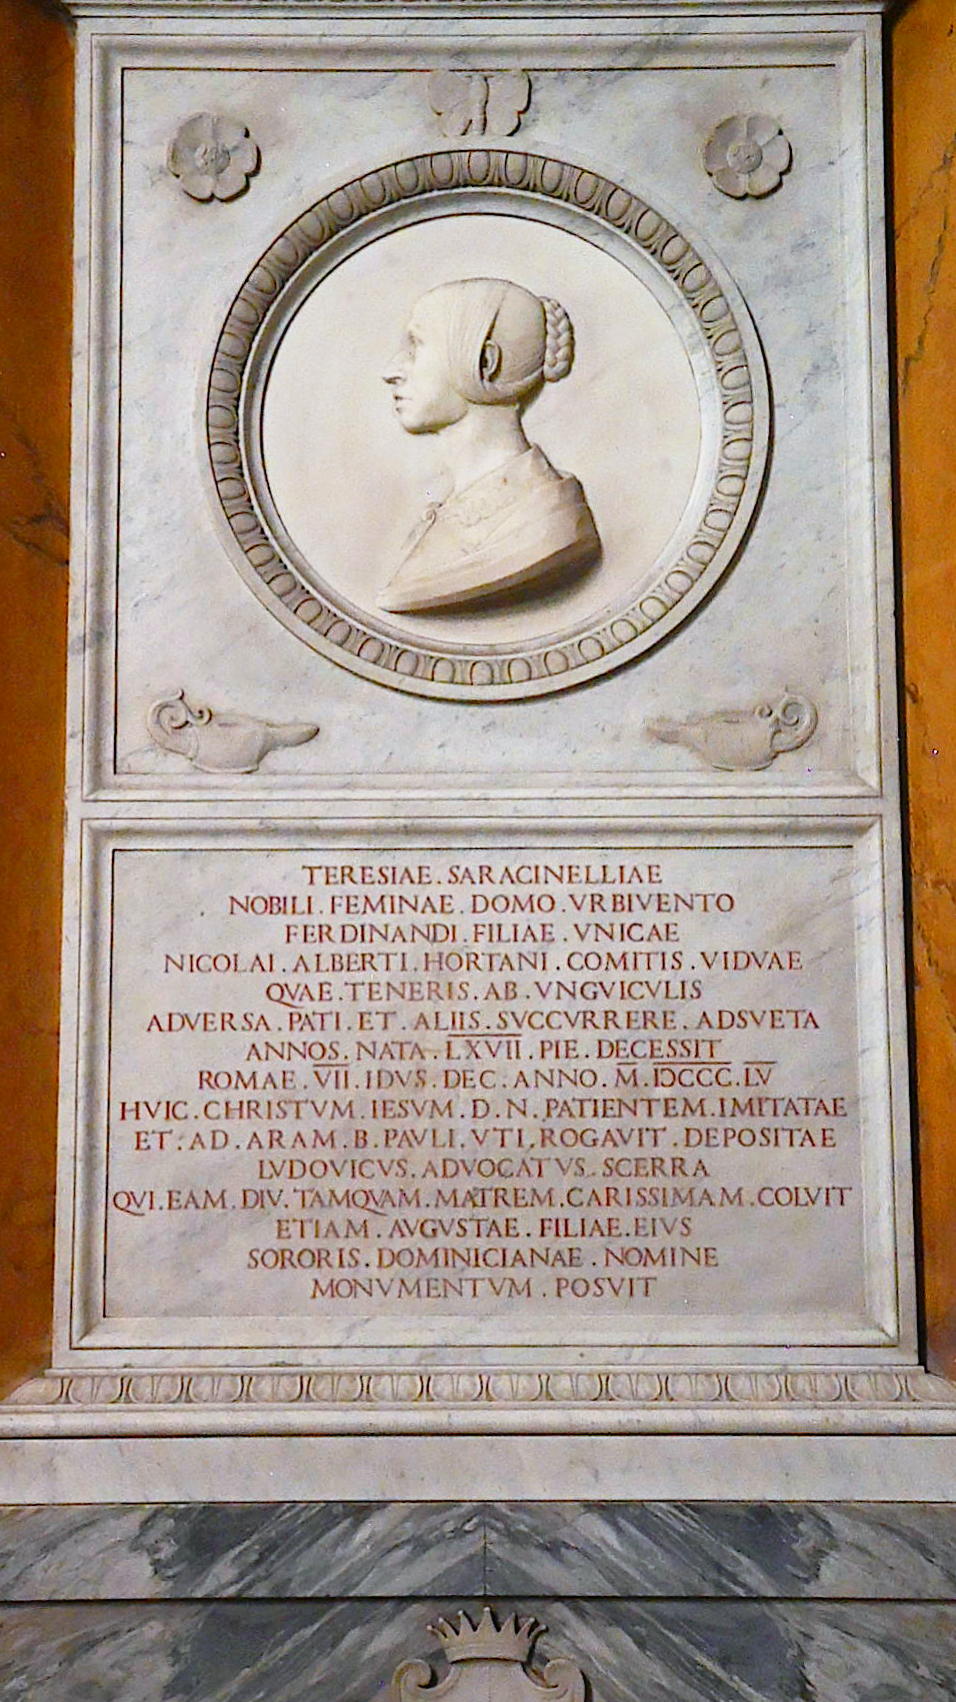 TERESIAE.SARACINELLIAE
NOBILI.FEMINAE.DOMO.VRBIVENTO
FERDINANDI.FILIAE.VNICAE
NICOLAI.ALBERTI.HORTANI.COMITIS.VIDVAE
QVAE.TENERIS.AB.VNGVICVLIS
ADVERSA.PATI.ET.ALIIS.SVCCVRRERE.ADSVETA
ANNOS.NATA.LXVII.PIE.DECESSIT
ROMAE.VII.IDVS.DEC.ANNO.M.DCCC.LV
HVIC.CHRISTVM.IESVM.D.N.PATIENTEM.IMITATAE
ET.AD.ARAM.B.PAVLI.VTI.ROGAVIT.DEPOSITAE
LVDOVICVS.ADVOCATVS.SCERRA
QVI.EAM.DIV.TAMQVAM.MATREM.CARISSIMAM.COLVIT
ETIAM.AVGVSTAE.FILIAE.EIVS
SORORIS.DOMINICIANAE.NOMINE
MONVMENTVM.POSVIT